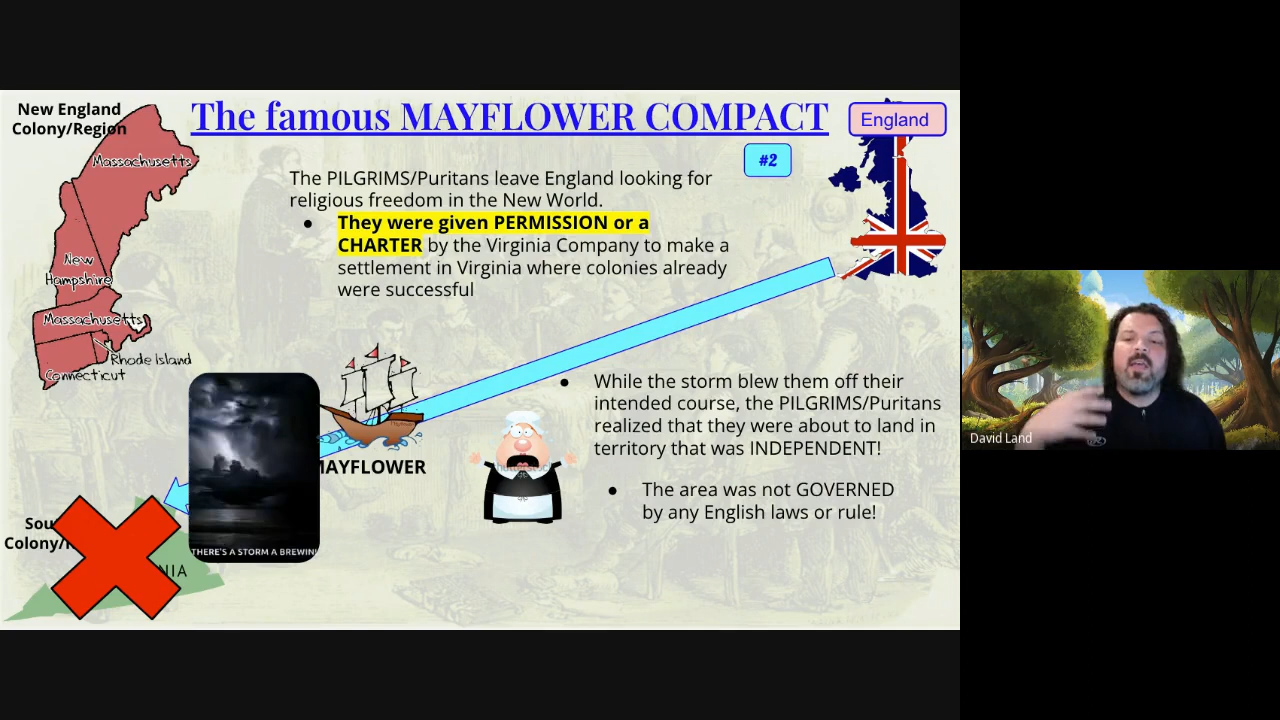 New England
Colony/Region
The famous MAYFLOWER COMPACT
England
#2
Massachusetts
The PILGRIMS/Puritans leave England looking for
religious freedom in the New World.
● They were given PERMISSION or a
CHARTER by the Virginia Company to make a
settlement in Virginia where colonies already
were successful
New
Hampshire
Massachusetts
Rhode Island
Connecticut
● While the storm blew them off their
intended course, the PILGRIMS/Puritans
realized that they were about to land in
territory that was INDEPENDENT!
David Land
MAYFLOWER
● The area was not GOVERNED
by any English laws or rule!
Sou
Colony/
THERE'S A STORM A BREWIN!
NIA